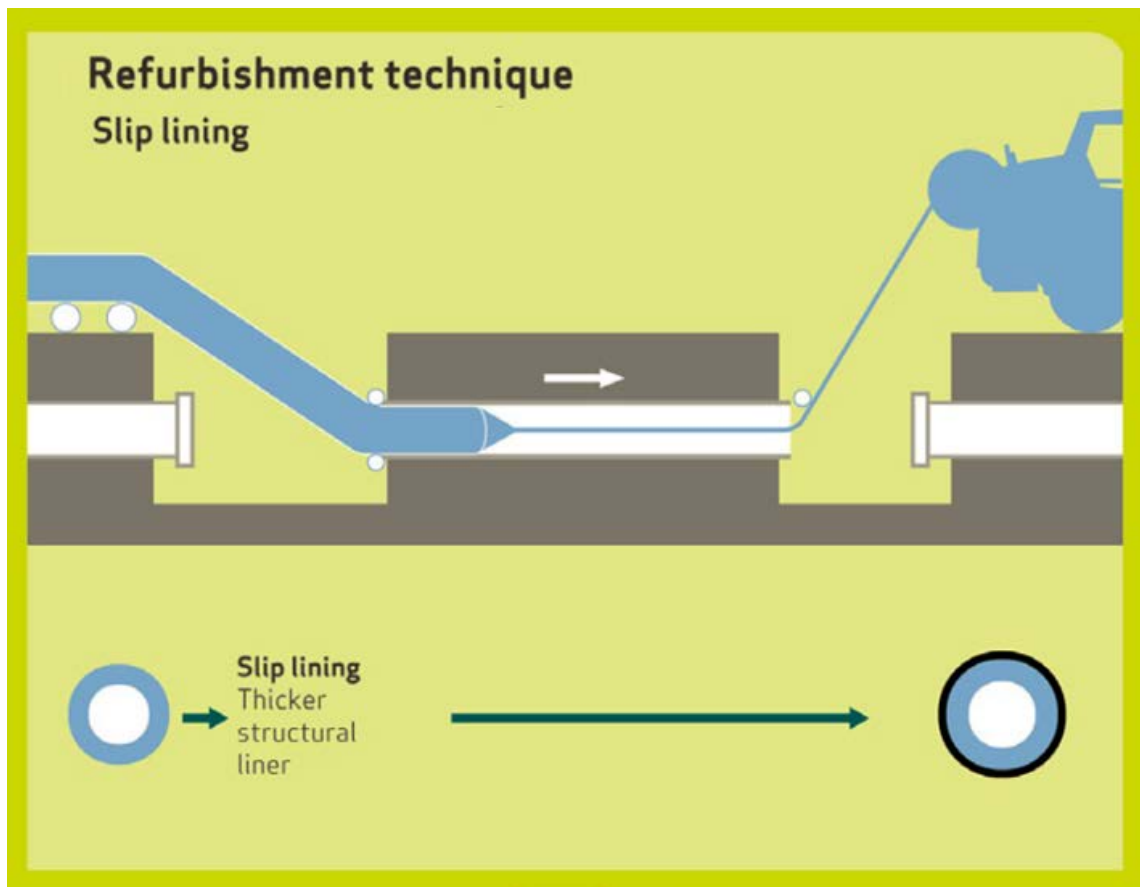 Refurbishment technique
Slip lining
Slip lining
Thicker
structural
liner